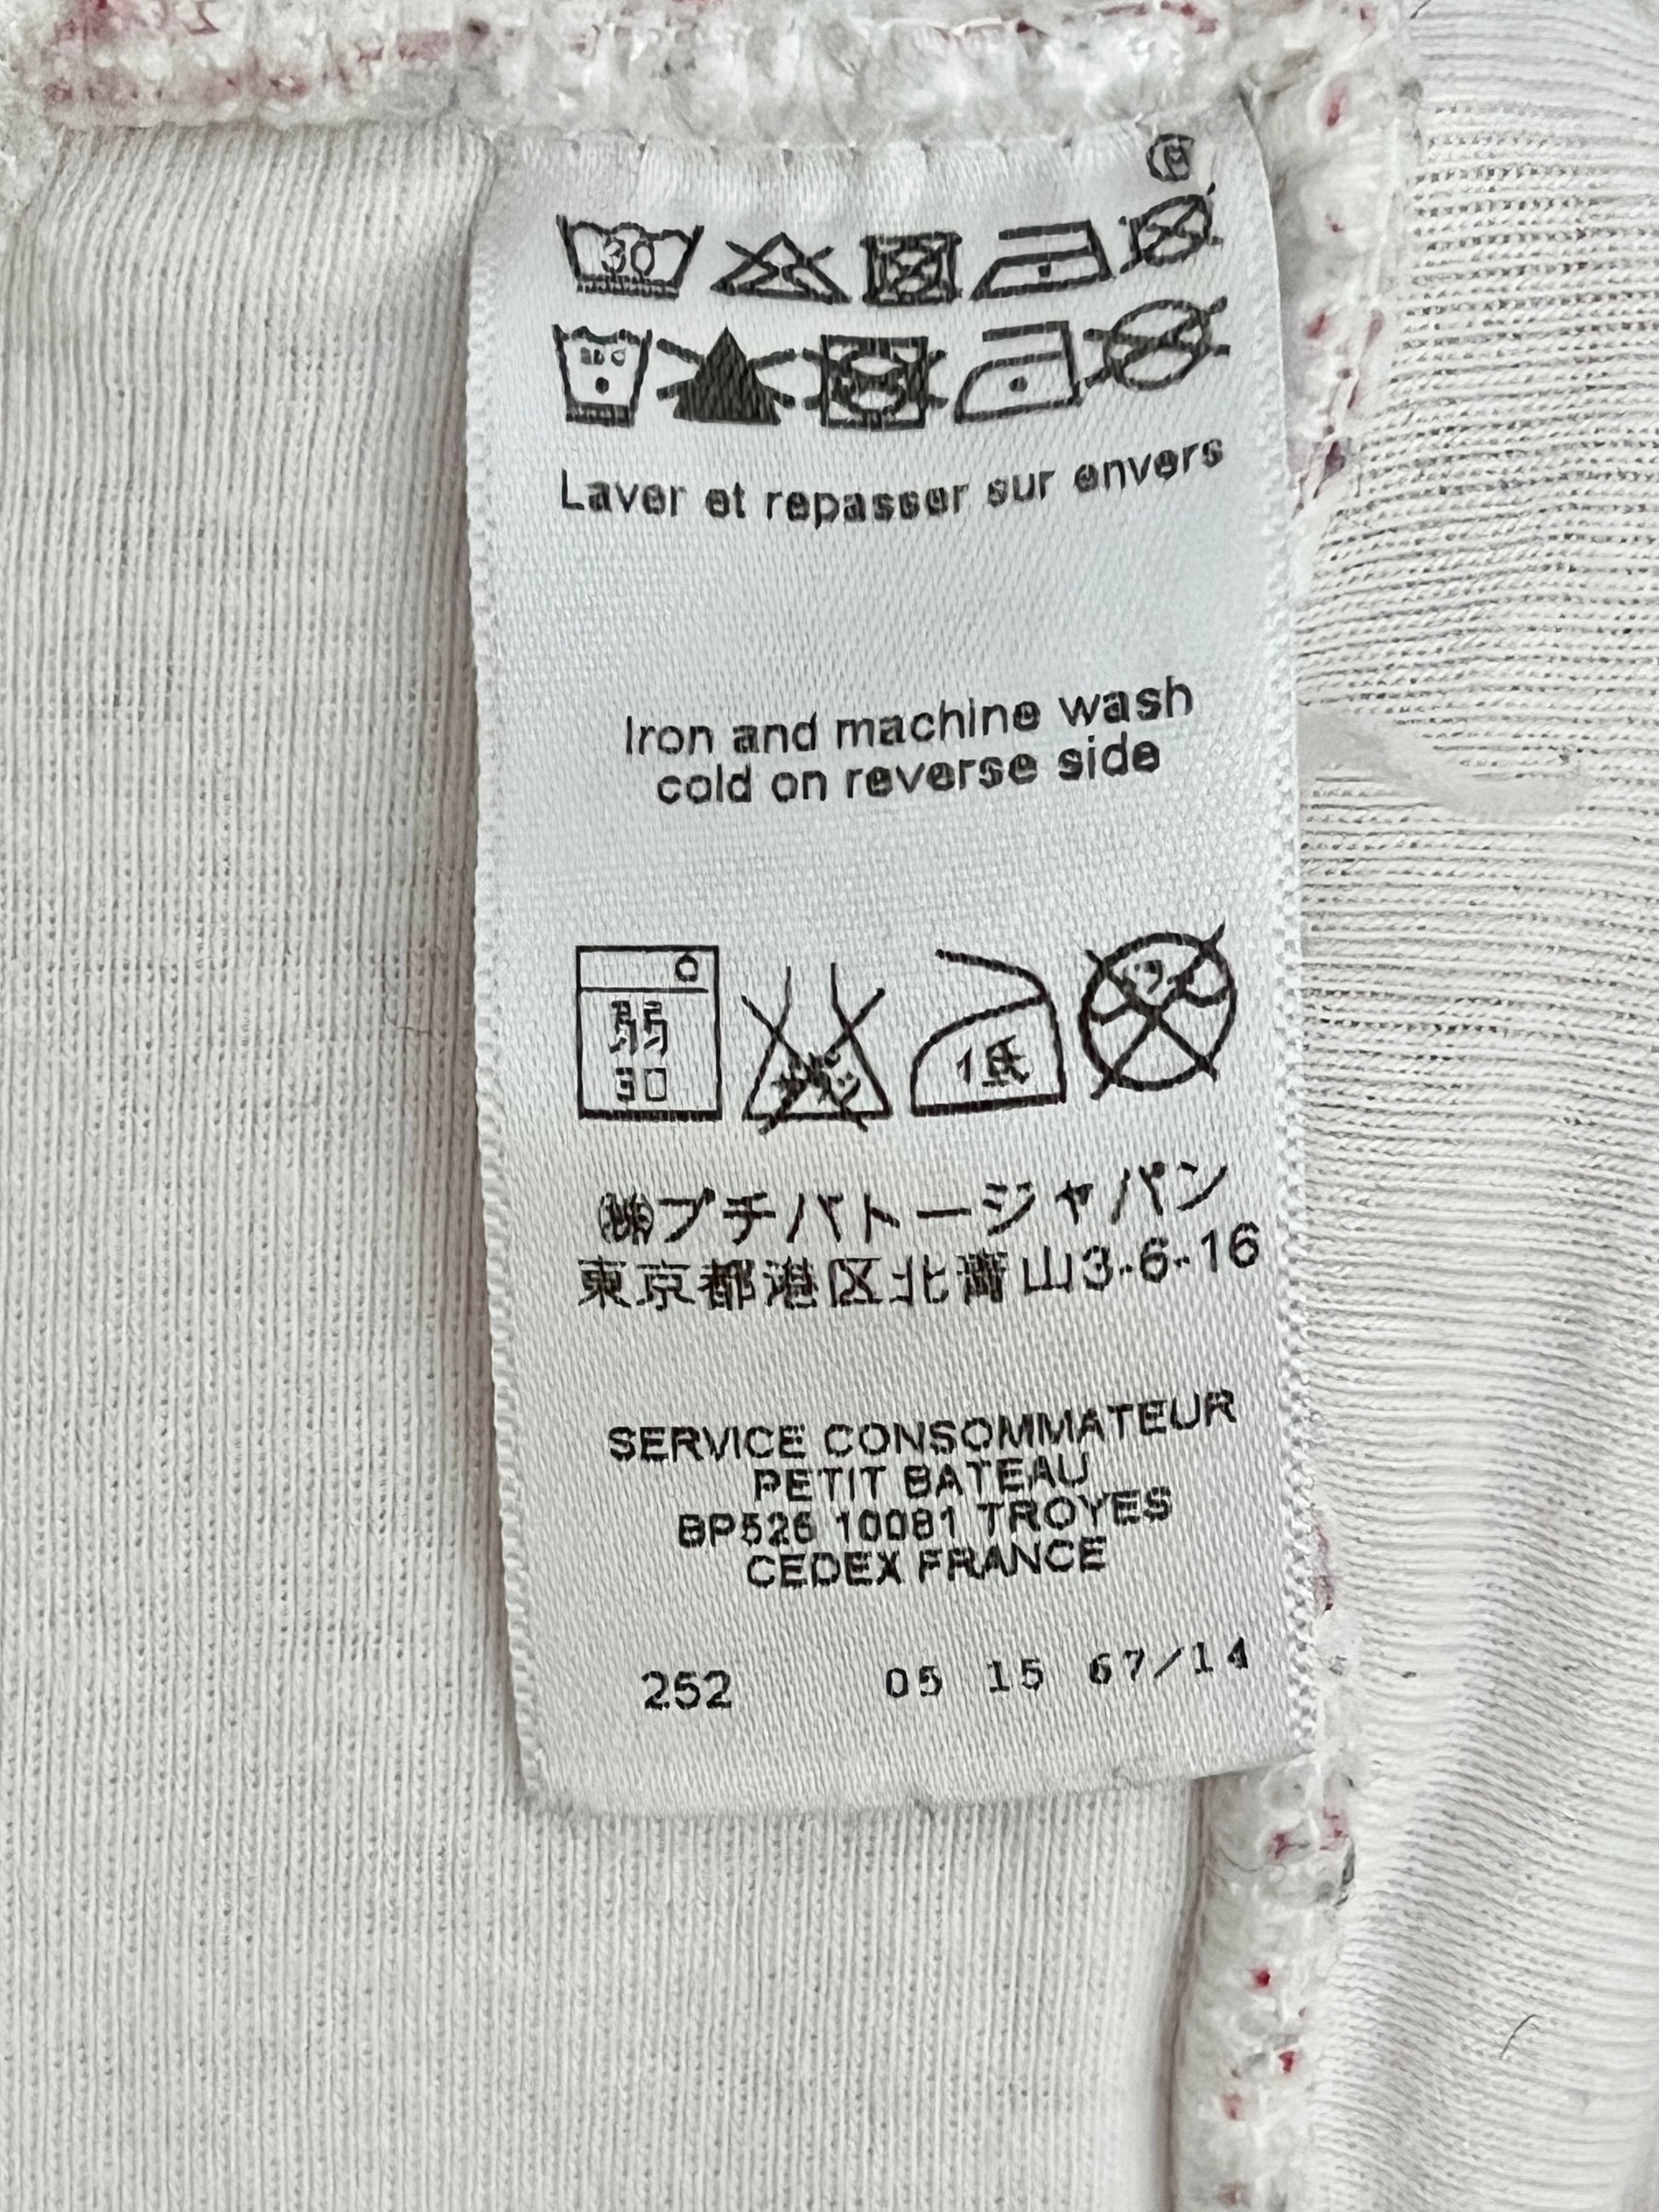 30
Laver et repasser sur envers
Iron and machine wash
cold on reverse side
弱
30
1低
㈱プチバトージャパン
東京都港区北青山3-6-16
SERVICE CONSOMMATEUR
PETIT BATEAU
BP526 10081 TROYES
CEDEX FRANCE
252 05 15 67/14